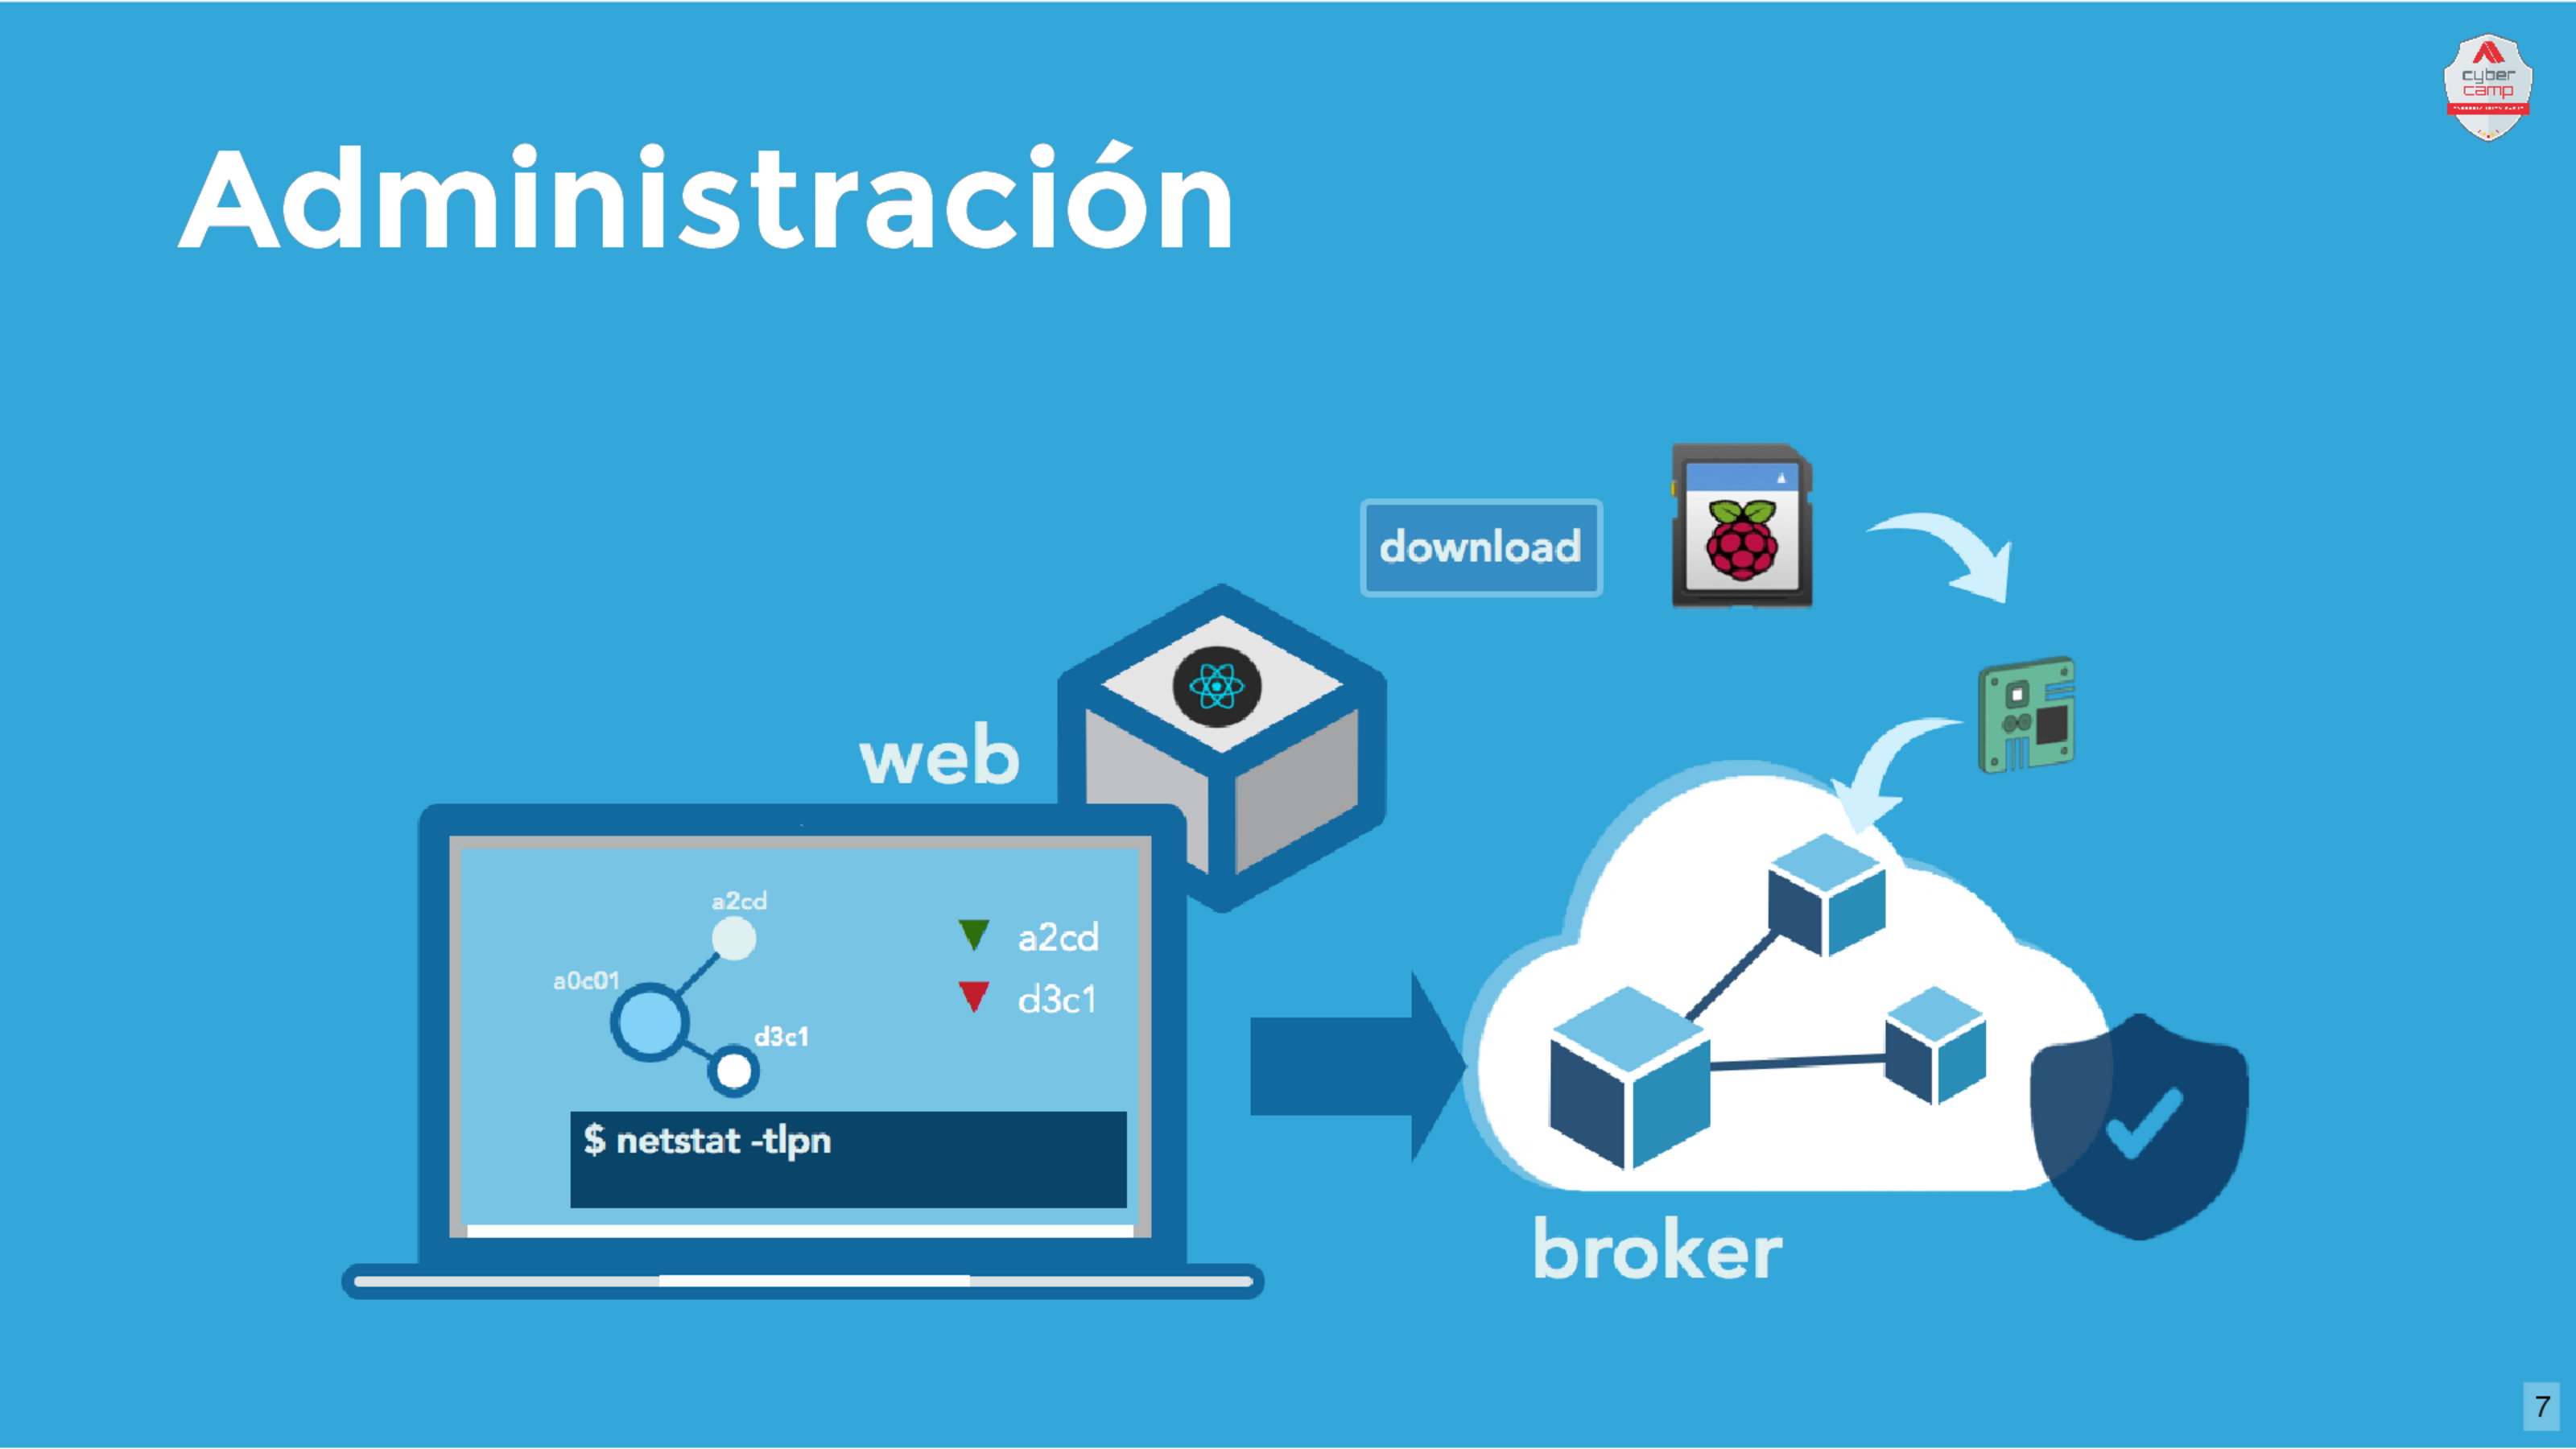 cyber
camp
Administración
download
web
a2cd
a0c01
d3c1
a2cd
d3c1
$ netstat -tlpn
broker
7